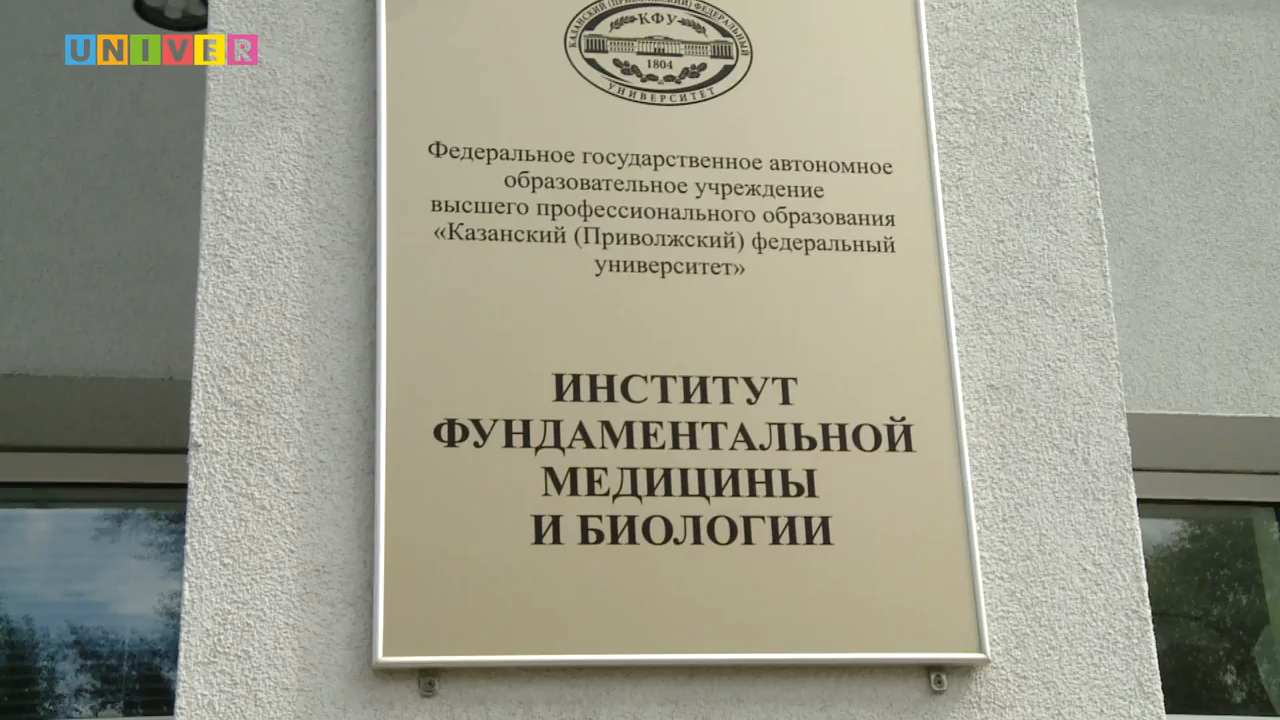 UNIVER
КАЗАНСКИЙ (ПРИВОЛЖСКИЙ) ФЕДЕРАЛЬНЫЙ
КФУ
1804
УНИВЕРСИТЕТ
Федеральное государственное автономное
образовательное учреждение
высшего профессионального образования
«Казанский (Приволжский) федеральный
университет»
ИНСТИТУТ
ФУНДАМЕНТАЛЬНОЙ
МЕДИЦИНЫ
И БИОЛОГИИ